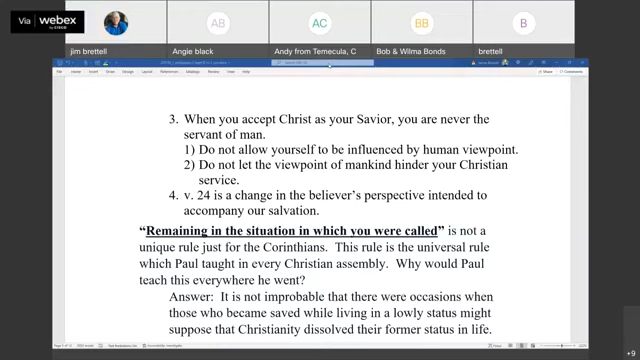 Via webex
BY CISCO
AB
AC
BB
B
jim brettell
Angie black
Andy from Temecula, C
Bob & Wilma Bonds
brettell
File Home Insert Draw Design Layout References Mailings Review View Help
Share Comments
3. When you accept Christ as your Savior, you are never the
servant of man.
1) Do not allow yourself to be influenced by human viewpoint.
2) Do not let the viewpoint of mankind hinder your Christian
service.
4. v. 24 is a change in the believer's perspective intended to
accompany our salvation.
“Remaining in the situation in which you were called” is not a
unique rule just for the Corinthians. This rule is the universal rule
which Paul taught in every Christian assembly. Why would Paul
teach this everywhere he went?
Answer: It is not improbable that there were occasions when
those who became saved while living in a lowly status might
suppose that Christianity dissolved their former status in life.
Focus
+9